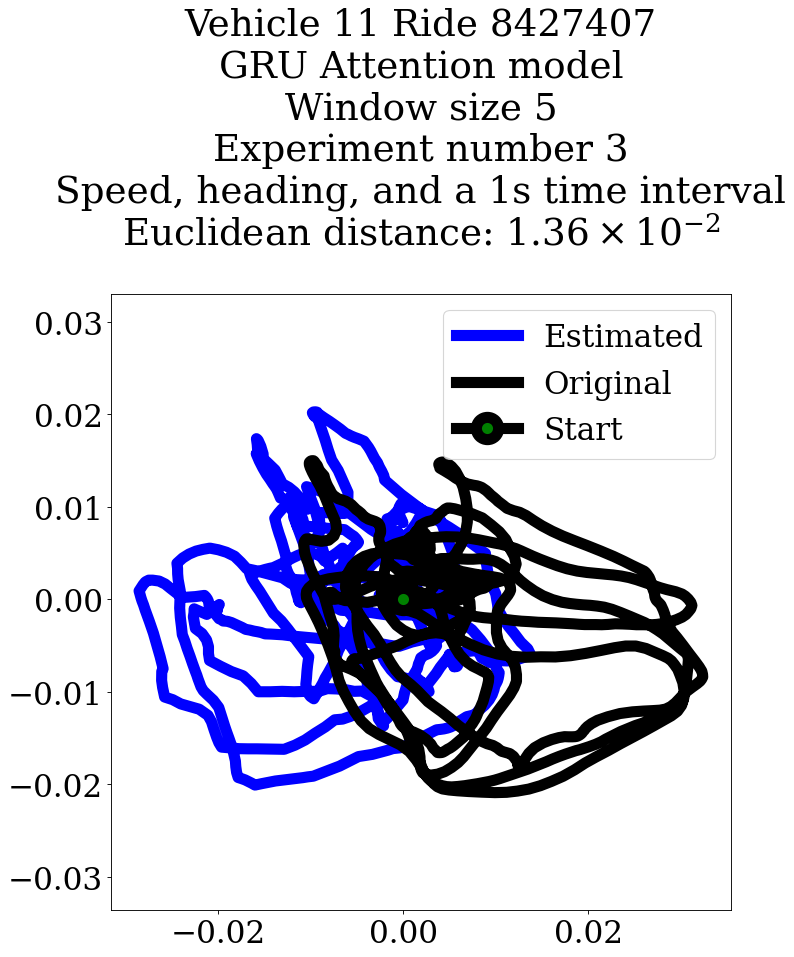 Vehicle 11 Ride 8427407
GRU Attention model
Window size 5
Experiment number 3
Speed, heading, and a 1s time interval
Euclidean distance: 1.36 × 10⁻²
Estimated
Original
Start
0.03
0.02
0.01
0.00
−0.01
−0.02
−0.03
−0.02 0.00 0.02